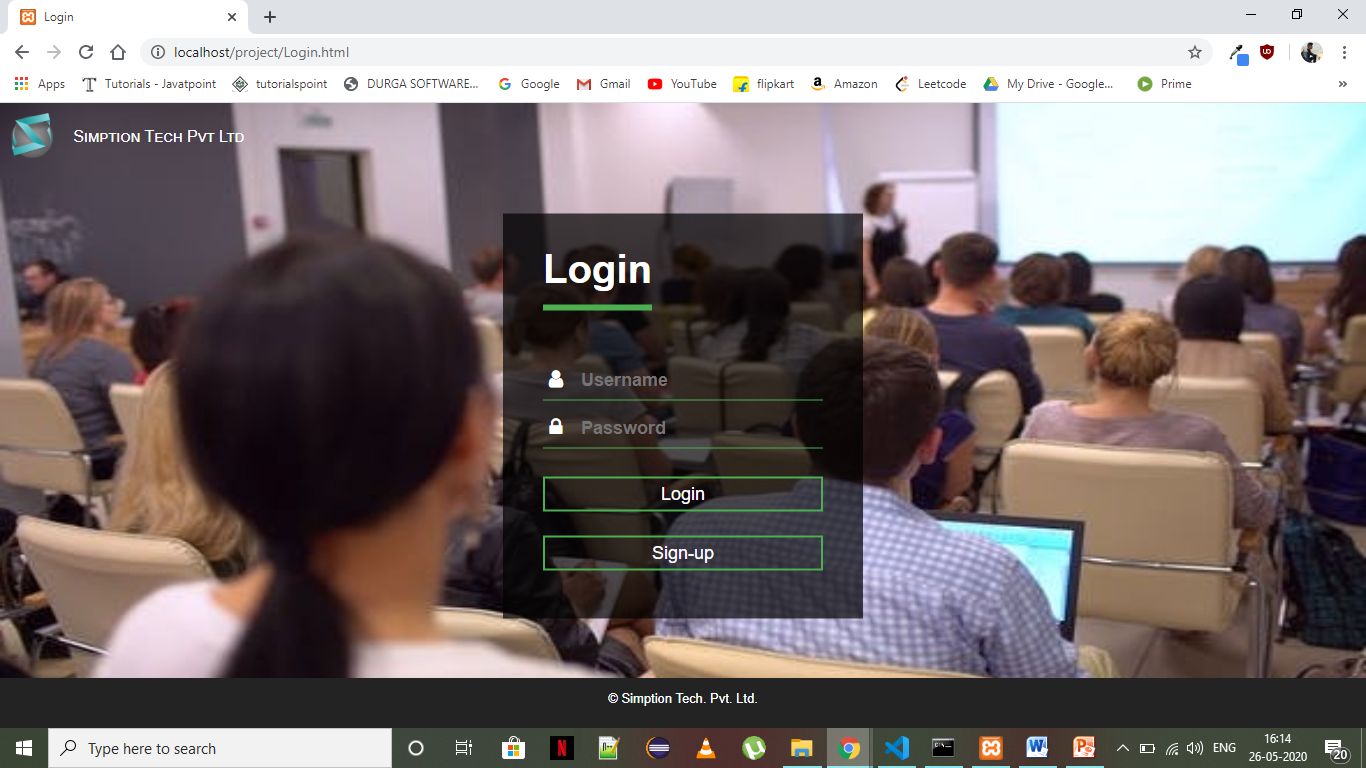 Login
localhost/project/Login.html
Apps
Tutorials - Javatpoint
tutorialspoint
DURGA SOFTWARE...
Google
Gmail
YouTube
flipkart
Amazon
Leetcode
My Drive - Google...
Prime
»
Simption Tech Pvt Ltd
Login
Username
Password
Login
Sign-up
© Simption Tech. Pvt. Ltd.
Type here to search
ENG
16:14
26-05-2020
20